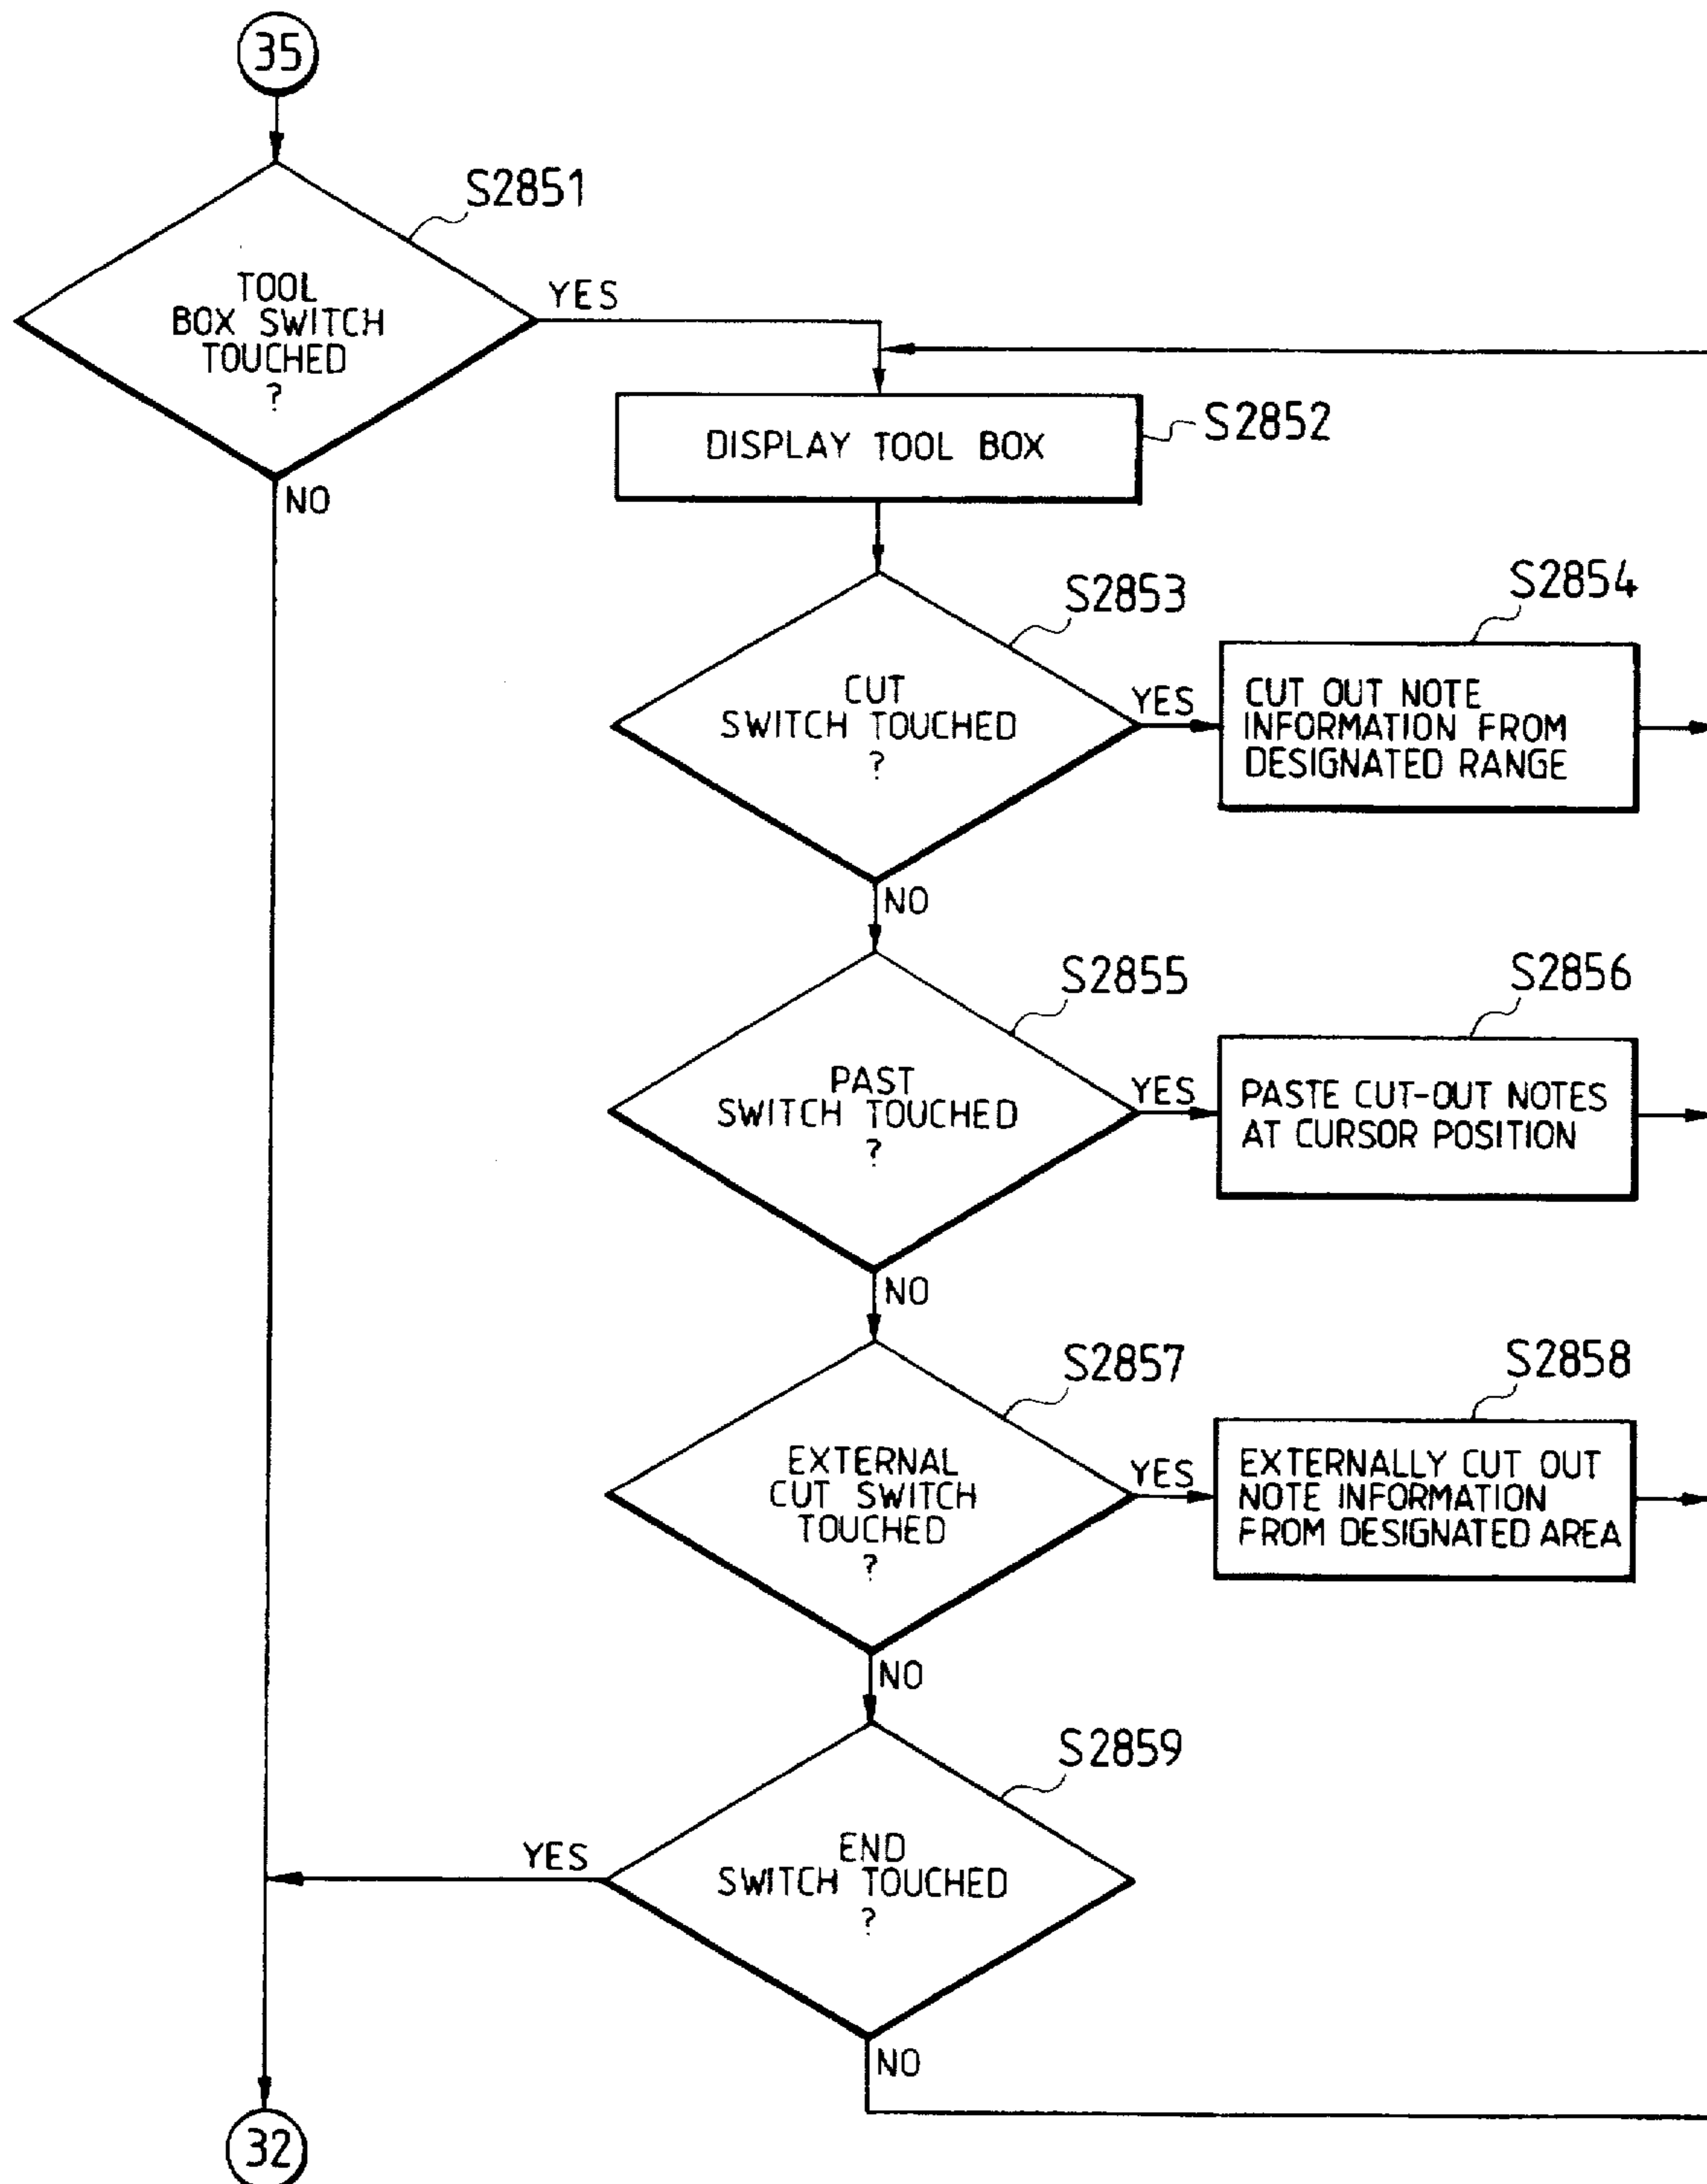 35
S2851
TOOL
BOX SWITCH
TOUCHED
?
YES
NO
DISPLAY TOOL BOX
S2852
S2853
CUT
SWITCH TOUCHED
?
YES
S2854
CUT OUT NOTE
INFORMATION FROM
DESIGNATED RANGE
NO
S2855
PAST
SWITCH TOUCHED
?
YES
S2856
PASTE CUT-OUT NOTES
AT CURSOR POSITION
NO
S2857
EXTERNAL
CUT SWITCH
TOUCHED
?
YES
S2858
EXTERNALLY CUT OUT
NOTE INFORMATION
FROM DESIGNATED AREA
NO
S2859
END
SWITCH TOUCHED
?
YES
NO
32